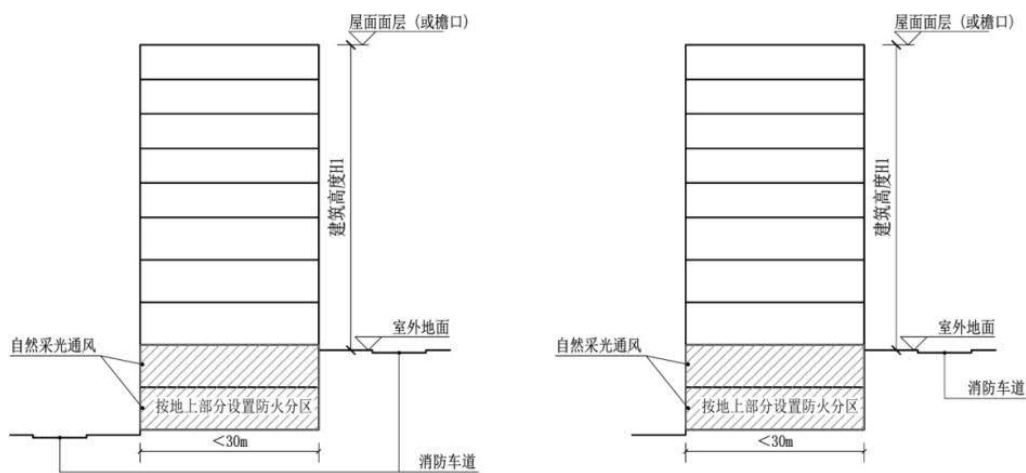 屋面面层（或檐口）
建筑高度H1
室外地面
自然采光通风
按地上部分设置防火分区
<30m
消防车道
屋面面层（或檐口）
建筑高度H1
室外地面
自然采光通风
消防车道
按地上部分设置防火分区
<30m